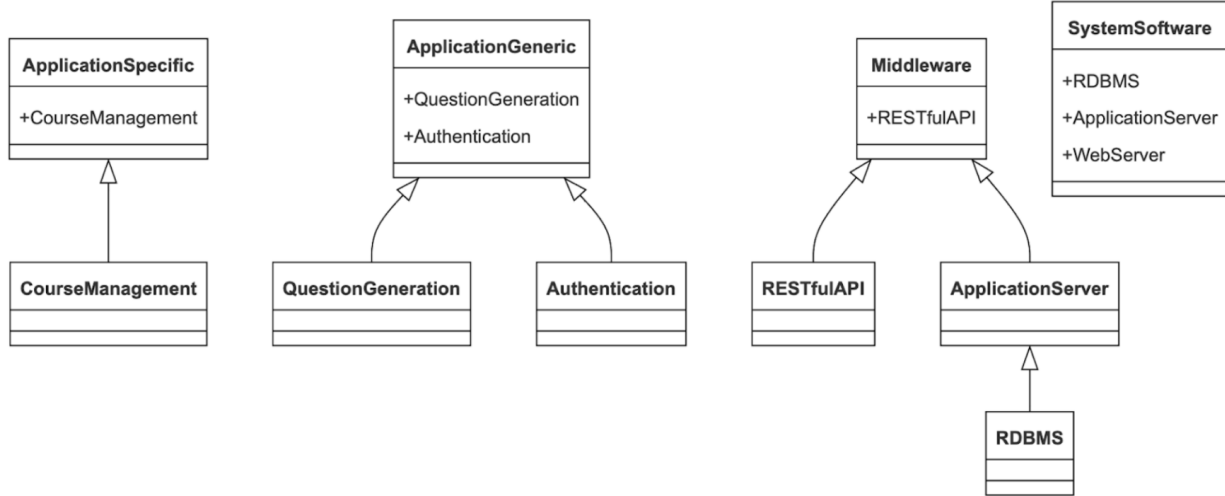 ApplicationSpecific
+CourseManagement
ApplicationGeneric
+QuestionGeneration
+Authentication
Middleware
+RESTfulAPI
SystemSoftware
+RDBMS
+ApplicationServer
+WebServer
CourseManagement
QuestionGeneration
Authentication
RESTfulAPI
ApplicationServer
RDBMS